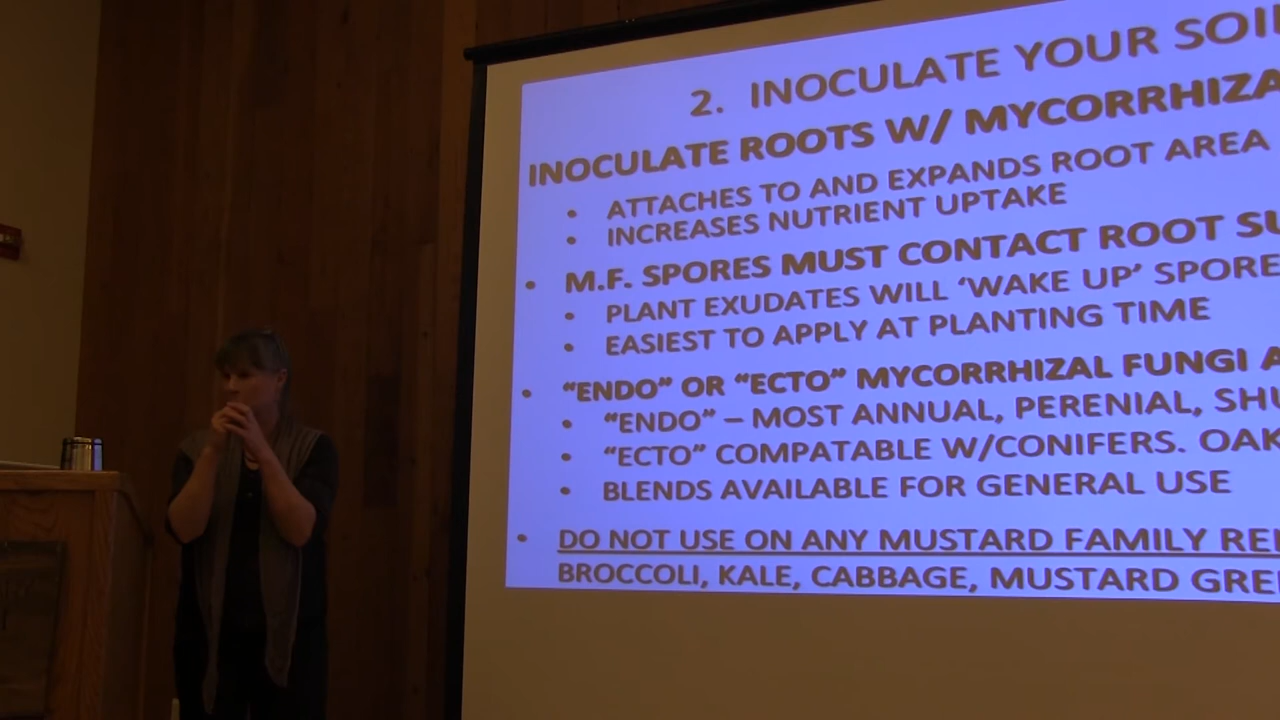 2. INOCULATE YOUR SOI
INOCULATE ROOTS W/ MYCORRHIZA
• ATTACHES TO AND EXPANDS ROOT AREA
• INCREASES NUTRIENT UPTAKE
• M.F. SPORES MUST CONTACT ROOT SU
• PLANT EXUDATES WILL ‘WAKE UP’ SPORE
• EASIEST TO APPLY AT PLANTING TIME
• “ENDO” OR “ECTO” MYCORRHIZAL FUNGI A
• “ENDO” – MOST ANNUAL, PERENIAL, SHU
• “ECTO” COMPATABLE W/CONIFERS. OAK
• BLENDS AVAILABLE FOR GENERAL USE
• DO NOT USE ON ANY MUSTARD FAMILY REL
BROCCOLI, KALE, CABBAGE, MUSTARD GREE